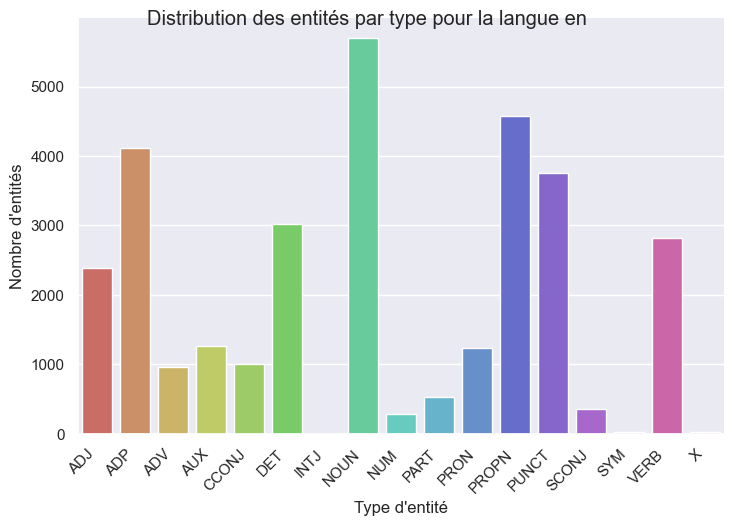 Distribution des entités par type pour la langue en
Nombre d'entités
5000
4000
3000
2000
1000
0
ADJ
ADP
ADV
AUX
CCONJ
DET
INTJ
NOUN
NUM
PART
PRON
PROPN
PUNCT
SCONJ
SYM
VERB
X
Type d'entité